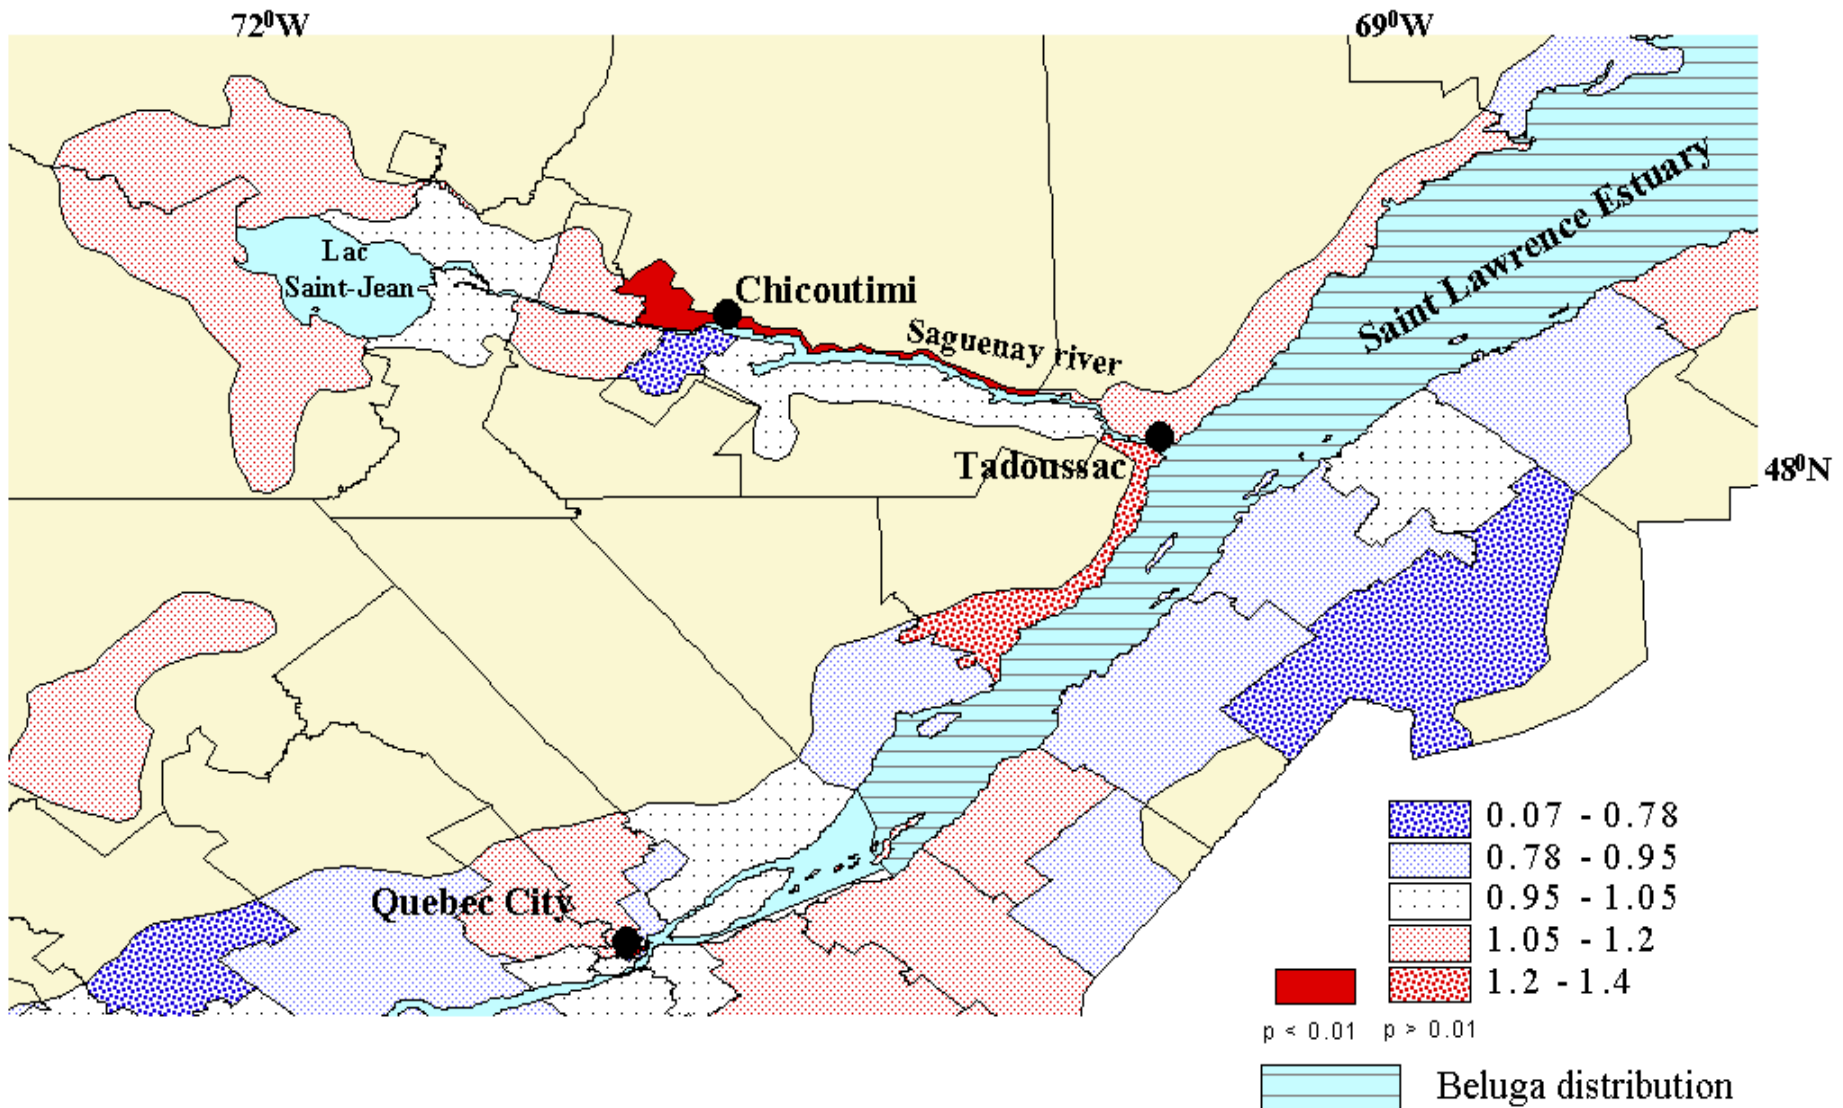 72⁰W
69⁰W
Lac
Saint-Jean
Chicoutimi
Saguenay river
Saint Lawrence Estuary
Tadoussac
48⁰N
Quebec City
0.07 - 0.78
0.78 - 0.95
0.95 - 1.05
1.05 - 1.2
1.2 - 1.4
p < 0.01 p > 0.01
Beluga distribution